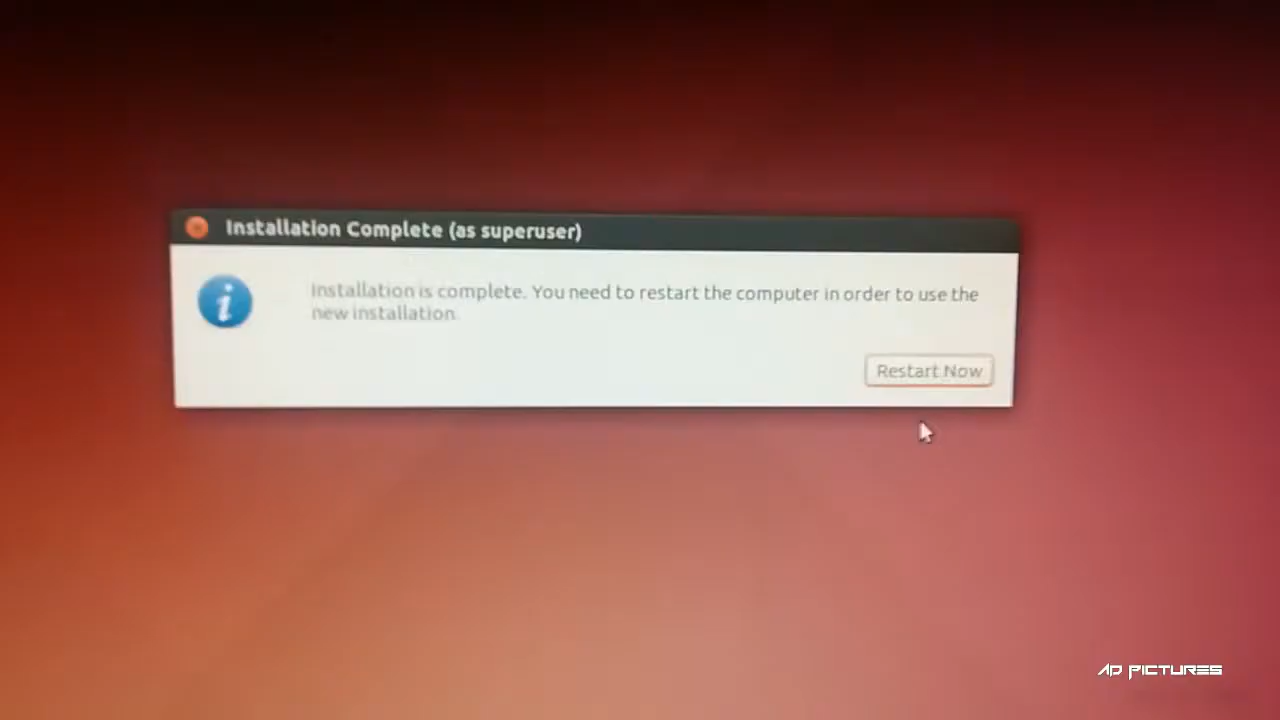 Installation Complete (as superuser)
Installation is complete. You need to restart the computer in order to use the
new installation.
Restart Now
AD PICTURES